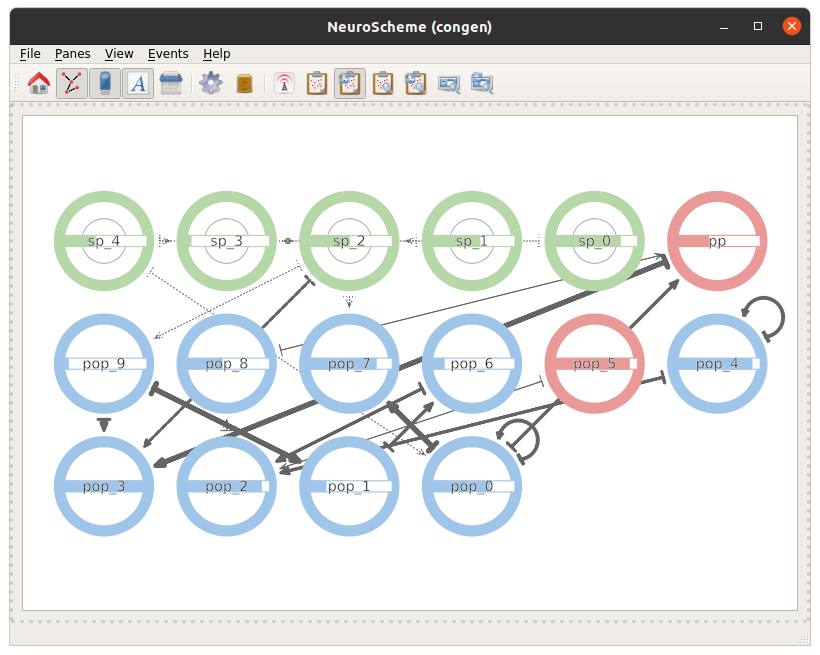 NeuroScheme (congen)
File Panes View Events Help
A
sp_4 sp_3 sp_2 sp_1 sp_0 pp
pop_9 pop_8 pop_7 pop_6 pop_5 pop_4
pop_3 pop_2 pop_1 pop_0